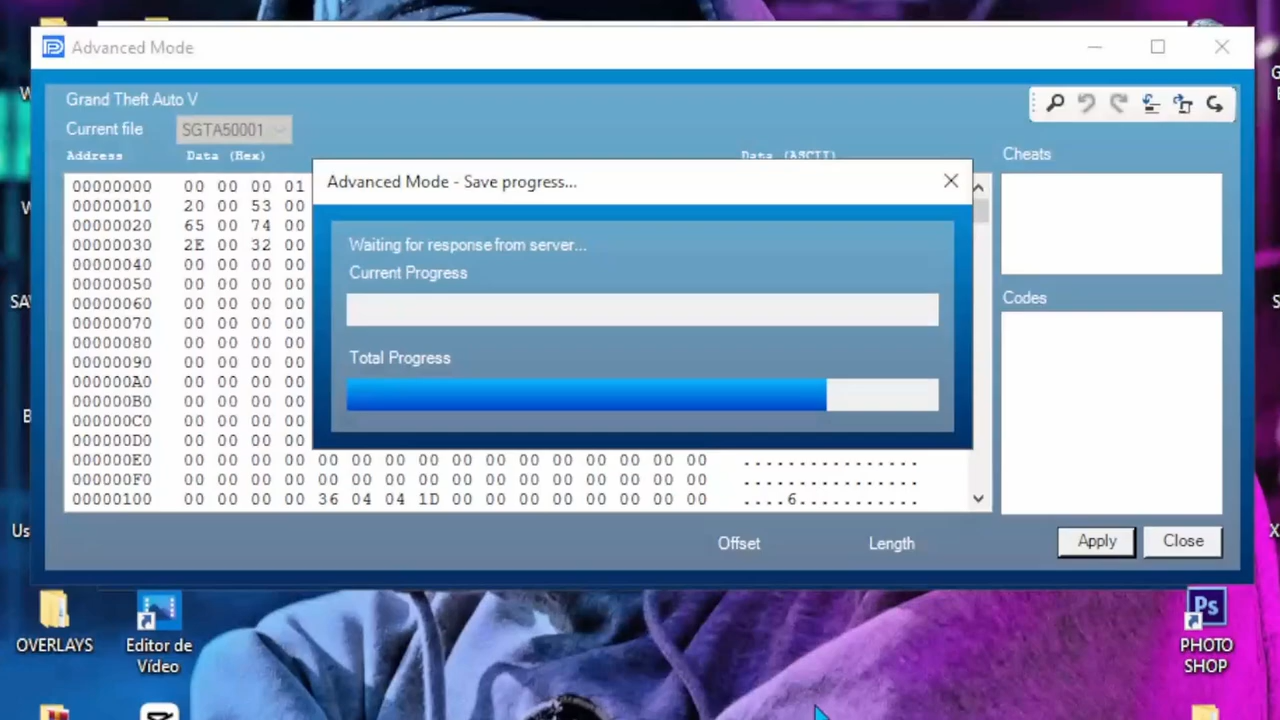 Advanced Mode
Grand Theft Auto V
Current file SGTA50001
Address Data (Hex) Data (ASCII)
Cheats
Advanced Mode - Save progress...
00000000 00 00 00 01
00000010 20 00 53 00
00000020 65 00 74 00
00000030 2E 00 32 00
00000040 00 00 00 00
00000050 00 00 00 00
00000060 00 00 00 00
00000070 00 00 00 00
00000080 00 00 00 00
00000090 00 00 00 00
000000A0 00 00 00 00
000000B0 00 00 00 00
000000C0 00 00 00 00
000000D0 00 00 00 00
000000E0 00 00 00 00 00 00 00 00 00 00 00 00 00 00 00 00 ................
000000F0 00 00 00 00 00 00 00 00 00 00 00 00 00 00 00 00 ................
00000100 00 00 00 00 36 04 04 1D 00 00 00 00 00 00 00 00 ....6...........
Waiting for response from server...
Current Progress
Total Progress
Codes
Offset Length
Apply Close
OVERLAYS
Editor de
Vídeo
Ps
PHOTO
SHOP